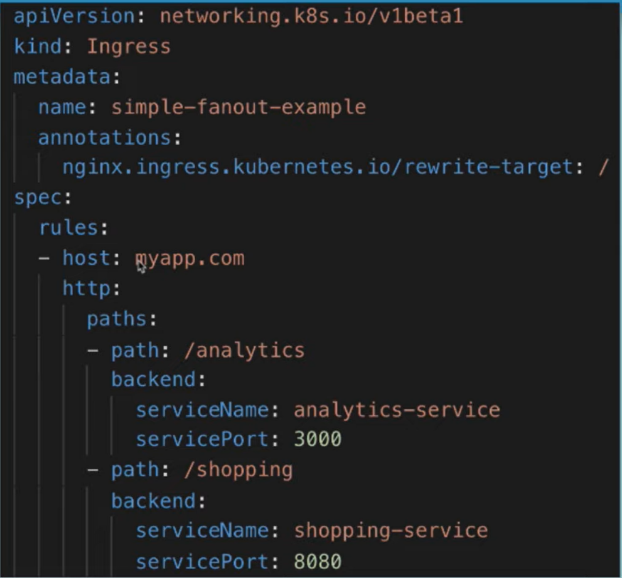 apiVersion: networking.k8s.io/v1beta1
kind: Ingress
metadata:
  name: simple-fanout-example
  annotations:
    nginx.ingress.kubernetes.io/rewrite-target: /
spec:
  rules:
  - host: myapp.com
    http:
      paths:
      - path: /analytics
        backend:
          serviceName: analytics-service
          servicePort: 3000
      - path: /shopping
        backend:
          serviceName: shopping-service
          servicePort: 8080